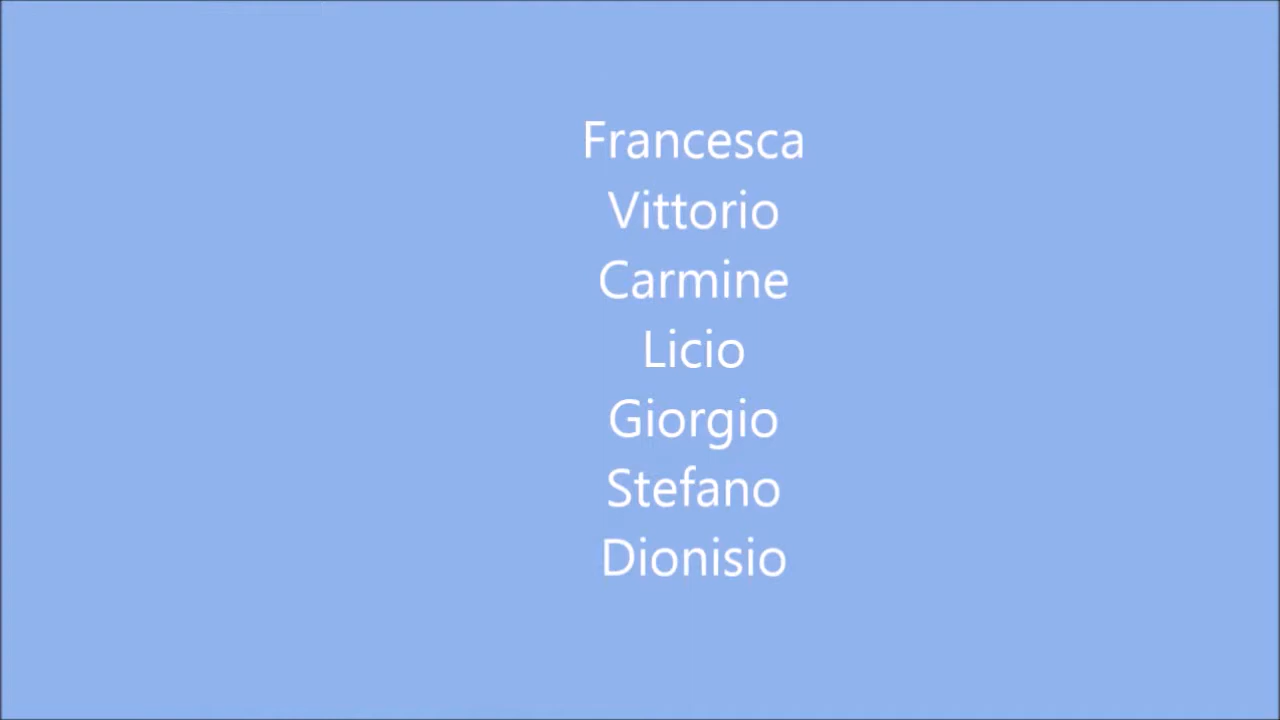 Francesca
Vittorio
Carmine
Licio
Giorgio
Stefano
Dionisio